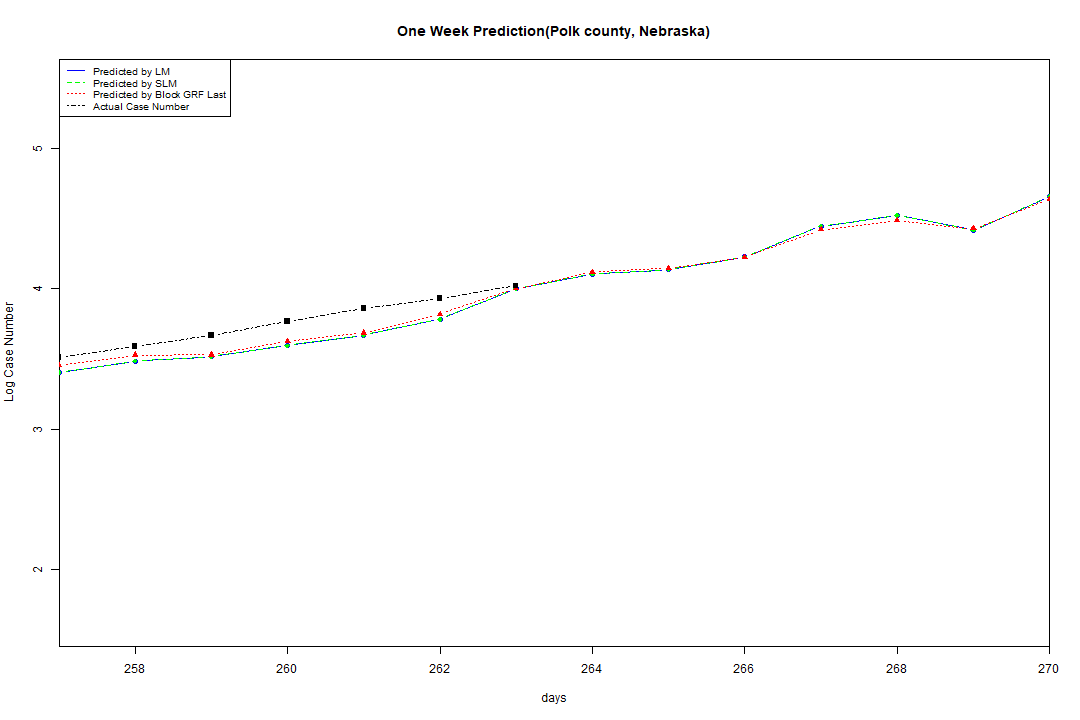 One Week Prediction(Polk county, Nebraska)
Predicted by LM
Predicted by SLM
Predicted by Block GRF Last
Actual Case Number
5
4
3
2
Log Case Number
258 260 262 264 266 268 270
days